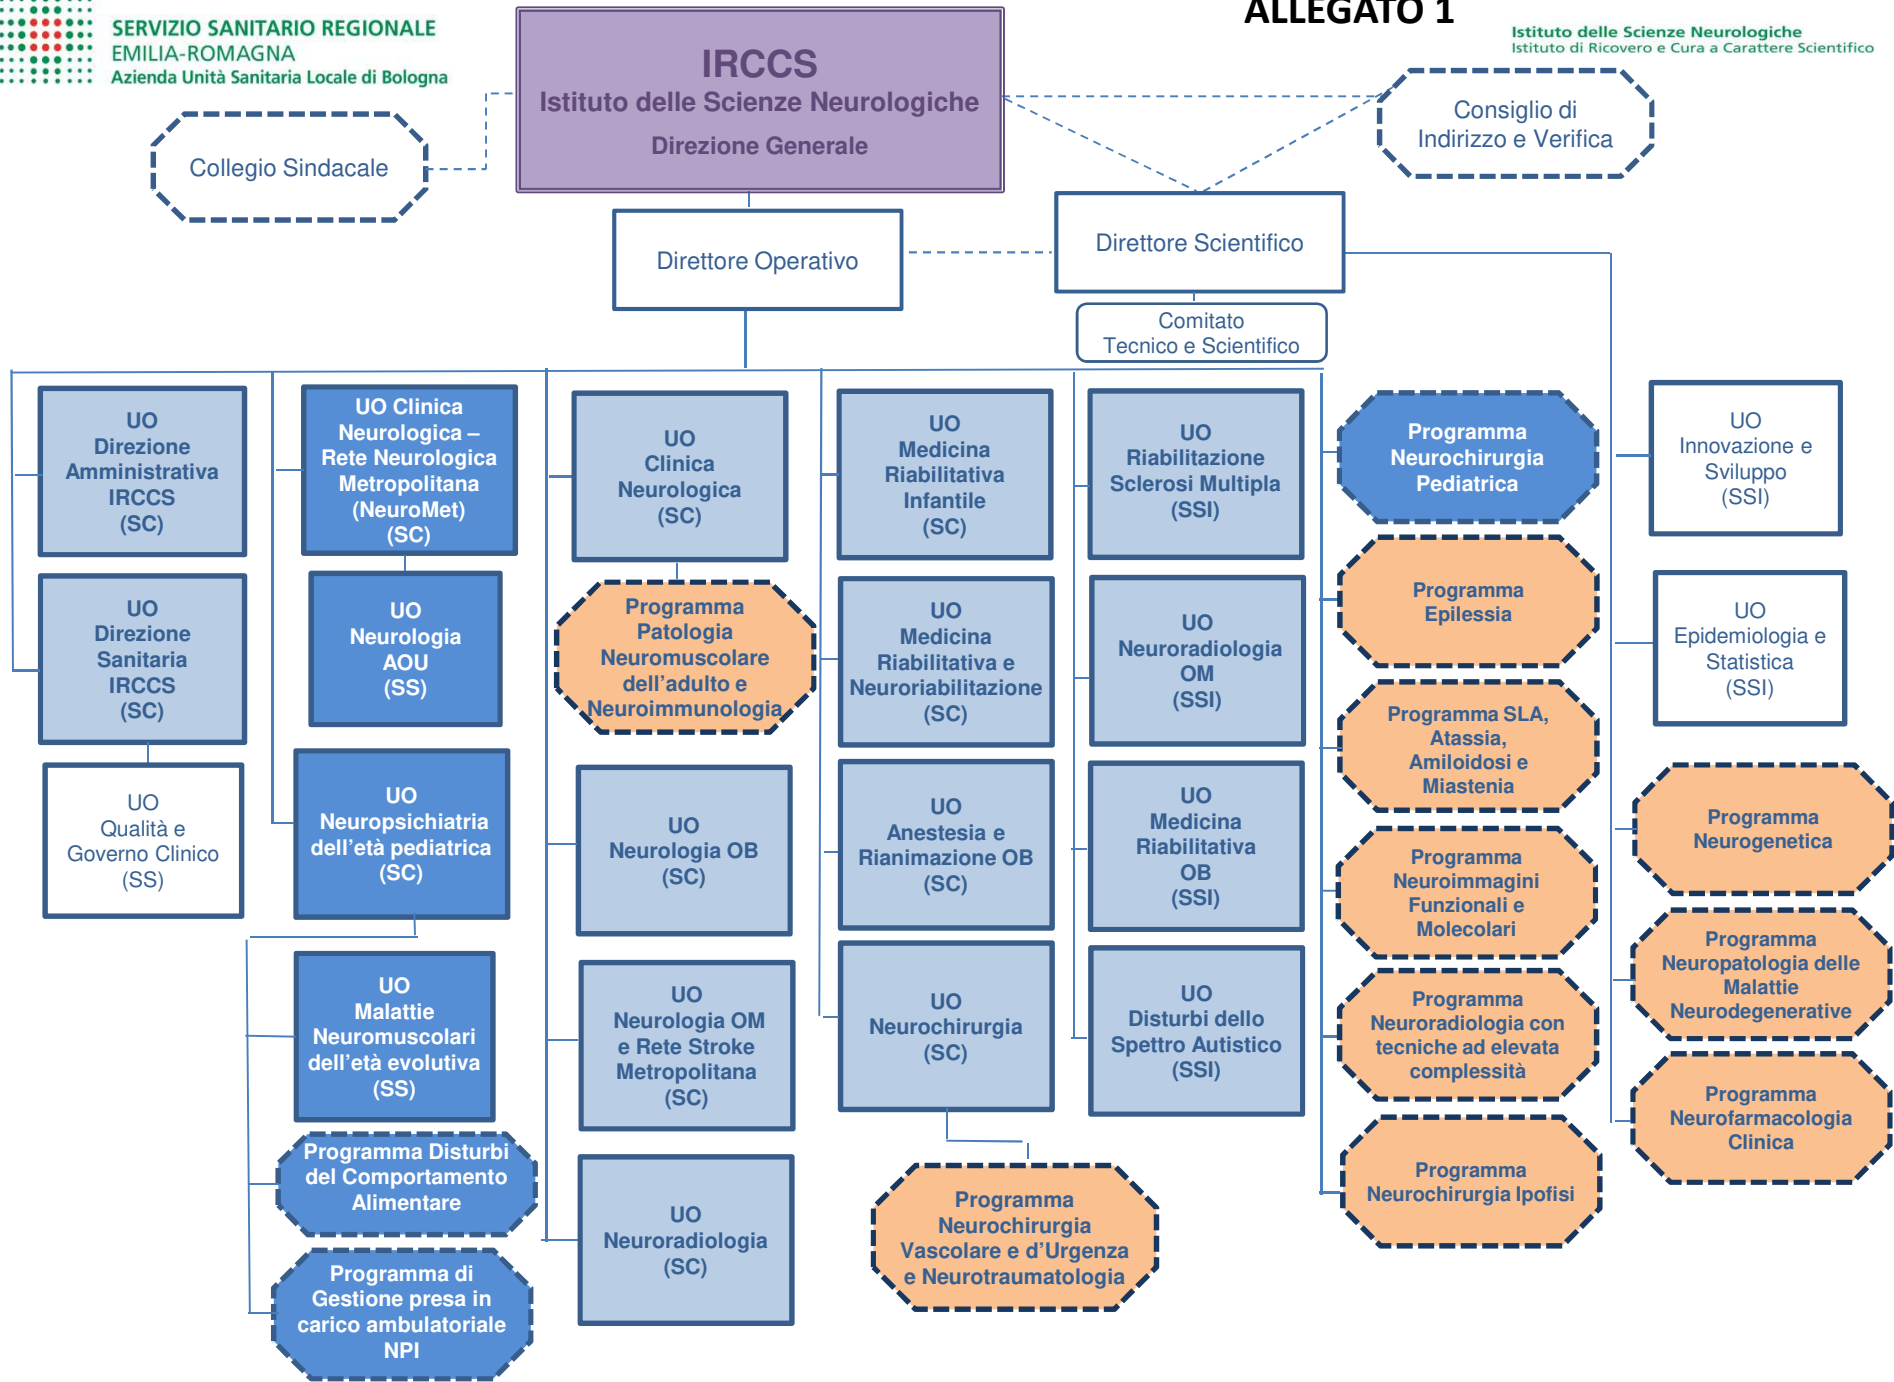 ALLEGATO 1
SERVIZIO SANITARIO REGIONALE
EMILIA-ROMAGNA
Azienda Unità Sanitaria Locale di Bologna
Istituto delle Scienze Neurologiche
Istituto di Ricovero e Cura a Carattere Scientifico
IRCCS
Istituto delle Scienze Neurologiche
Direzione Generale
Collegio Sindacale
Consiglio di
Indirizzo e Verifica
Direttore Operativo
Direttore Scientifico
Comitato
Tecnico e Scientifico
UO
Direzione
Amministrativa
IRCCS
(SC)
UO
Direzione
Sanitaria
IRCCS
(SC)
UO
Qualità e
Governo Clinico
(SS)
UO Clinica
Neurologica –
Rete Neurologica
Metropolitana
(NeuroMet)
(SC)
UO
Neurologia
AOU
(SS)
UO
Neuropsichiatria
dell'età pediatrica
(SC)
UO
Malattie
Neuromuscolari
dell'età evolutiva
(SS)
Programma Disturbi
del Comportamento
Alimentare
Programma di
Gestione presa in
carico ambulatoriale
NPI
UO
Clinica
Neurologica
(SC)
Programma
Patologia
Neuromuscolare
dell'adulto e
Neuroimmunologia
UO
Neurologia OB
(SC)
UO
Neurologia OM
e Rete Stroke
Metropolitana
(SC)
UO
Neuroradiologia
(SC)
UO
Medicina
Riabilitativa
Infantile
(SC)
UO
Medicina
Riabilitativa e
Neuroriabilitazione
(SC)
UO
Anestesia e
Rianimazione OB
(SC)
UO
Neurochirurgia
(SC)
Programma
Neurochirurgia
Vascolare e d'Urgenza
e Neurotraumatologia
UO
Riabilitazione
Sclerosi Multipla
(SSI)
UO
Neuroradiologia
OM
(SSI)
UO
Medicina
Riabilitativa
OB
(SSI)
UO
Disturbi dello
Spettro Autistico
(SSI)
Programma
Neurochirurgia
Pediatrica
Programma
Epilessia
Programma SLA,
Atassia,
Amiloidosi e
Miastenia
Programma
Neuroimmagini
Funzionali e
Molecolari
Programma
Neuroradiologia con
tecniche ad elevata
complessità
Programma
Neurochirurgia Ipofisi
UO
Innovazione e
Sviluppo
(SSI)
UO
Epidemiologia e
Statistica
(SSI)
Programma
Neurogenetica
Programma
Neuropatologia delle
Malattie
Neurodegenerative
Programma
Neurofarmacologia
Clinica